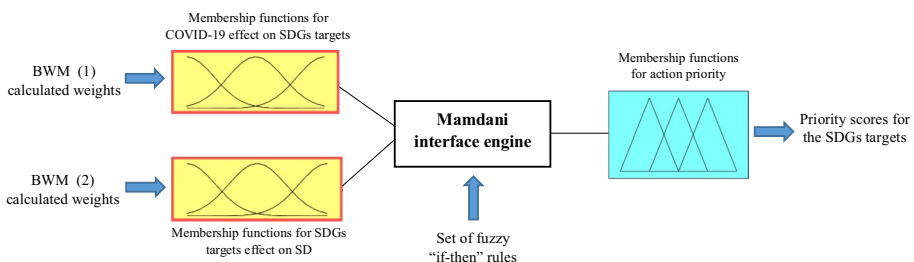 Membership functions for
COVID-19 effect on SDGs targets
BWM (1)
calculated weights
BWM (2)
calculated weights
Membership functions for SDGs
targets effect on SD
Mamdani
interface engine
Set of fuzzy
“if-then” rules
Membership functions
for action priority
Priority scores for
the SDGs targets